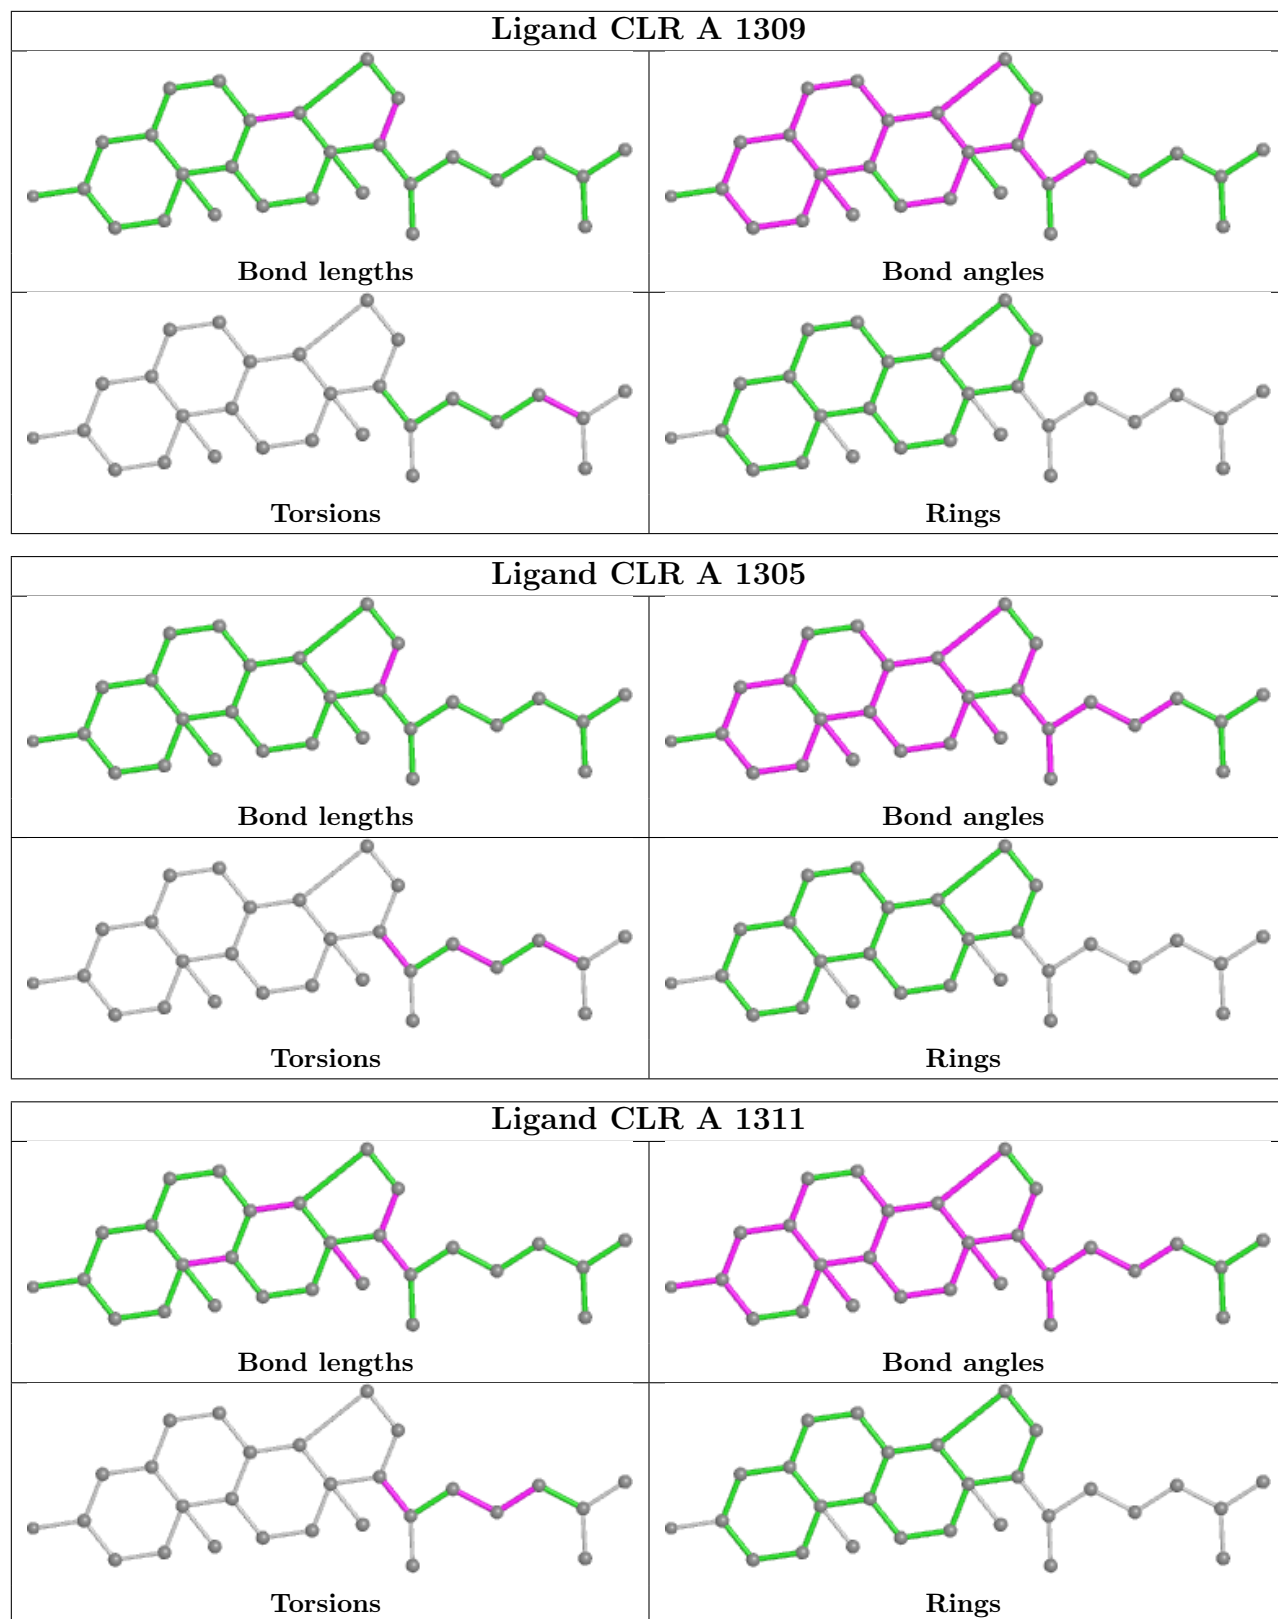 Ligand CLR A 1309
Bond lengths
Bond angles
Torsions
Rings
Ligand CLR A 1305
Bond lengths
Bond angles
Torsions
Rings
Ligand CLR A 1311
Bond lengths
Bond angles
Torsions
Rings